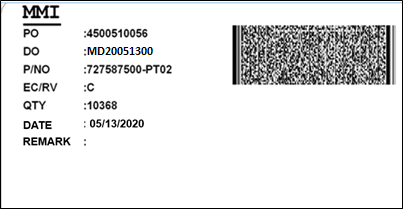 MMI
PO :4500510056
DO :MD20051300
P/NO :727587500-PT02
EC/RV :C
QTY :10368
DATE : 05/13/2020
REMARK :